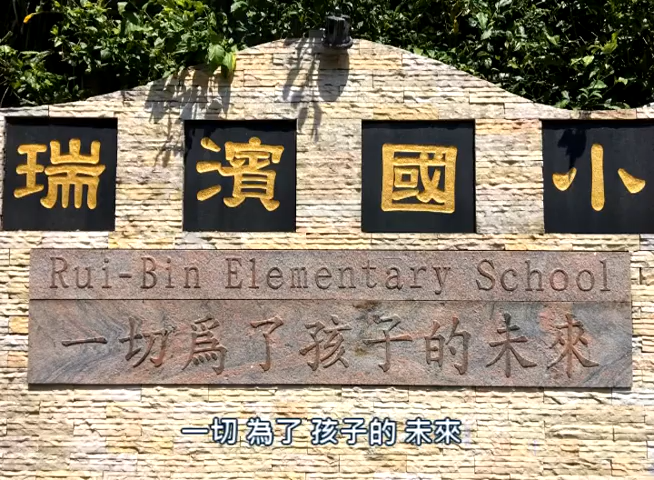 瑞濱國小
Rui-Bin Elementary School
一切爲了孩子的未來
一切 為了 孩子的 未來